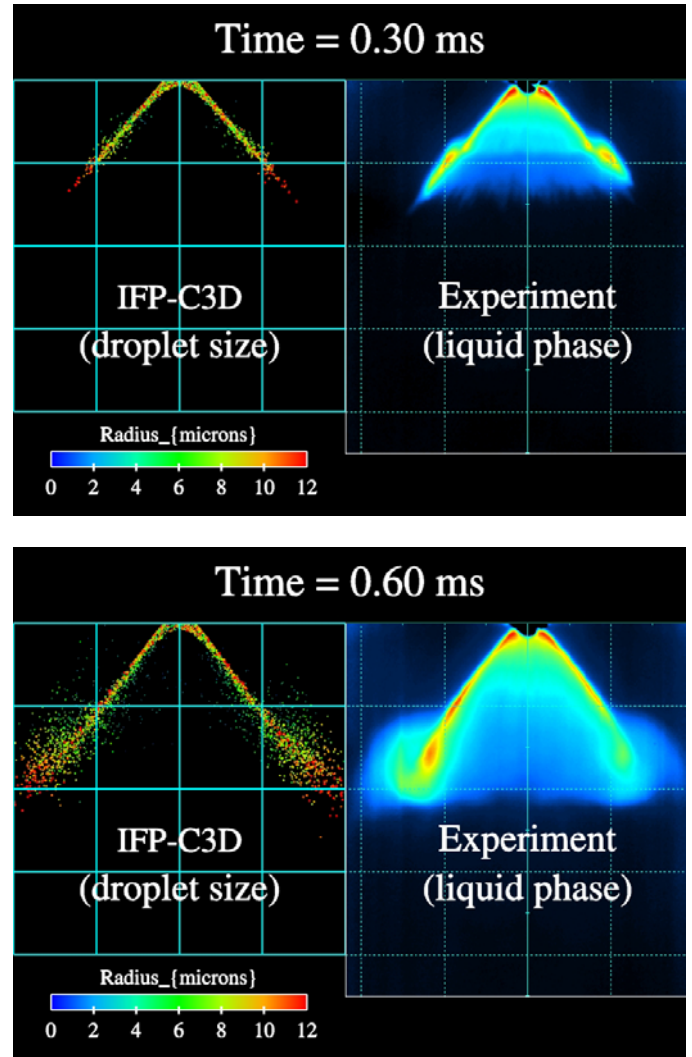 Time = 0.30 ms
IFP-C3D
(droplet size)
Experiment
(liquid phase)
Radius_{microns}
0 2 4 6 8 10 12
Time = 0.60 ms
IFP-C3D
(droplet size)
Experiment
(liquid phase)
Radius_{microns}
0 2 4 6 8 10 12